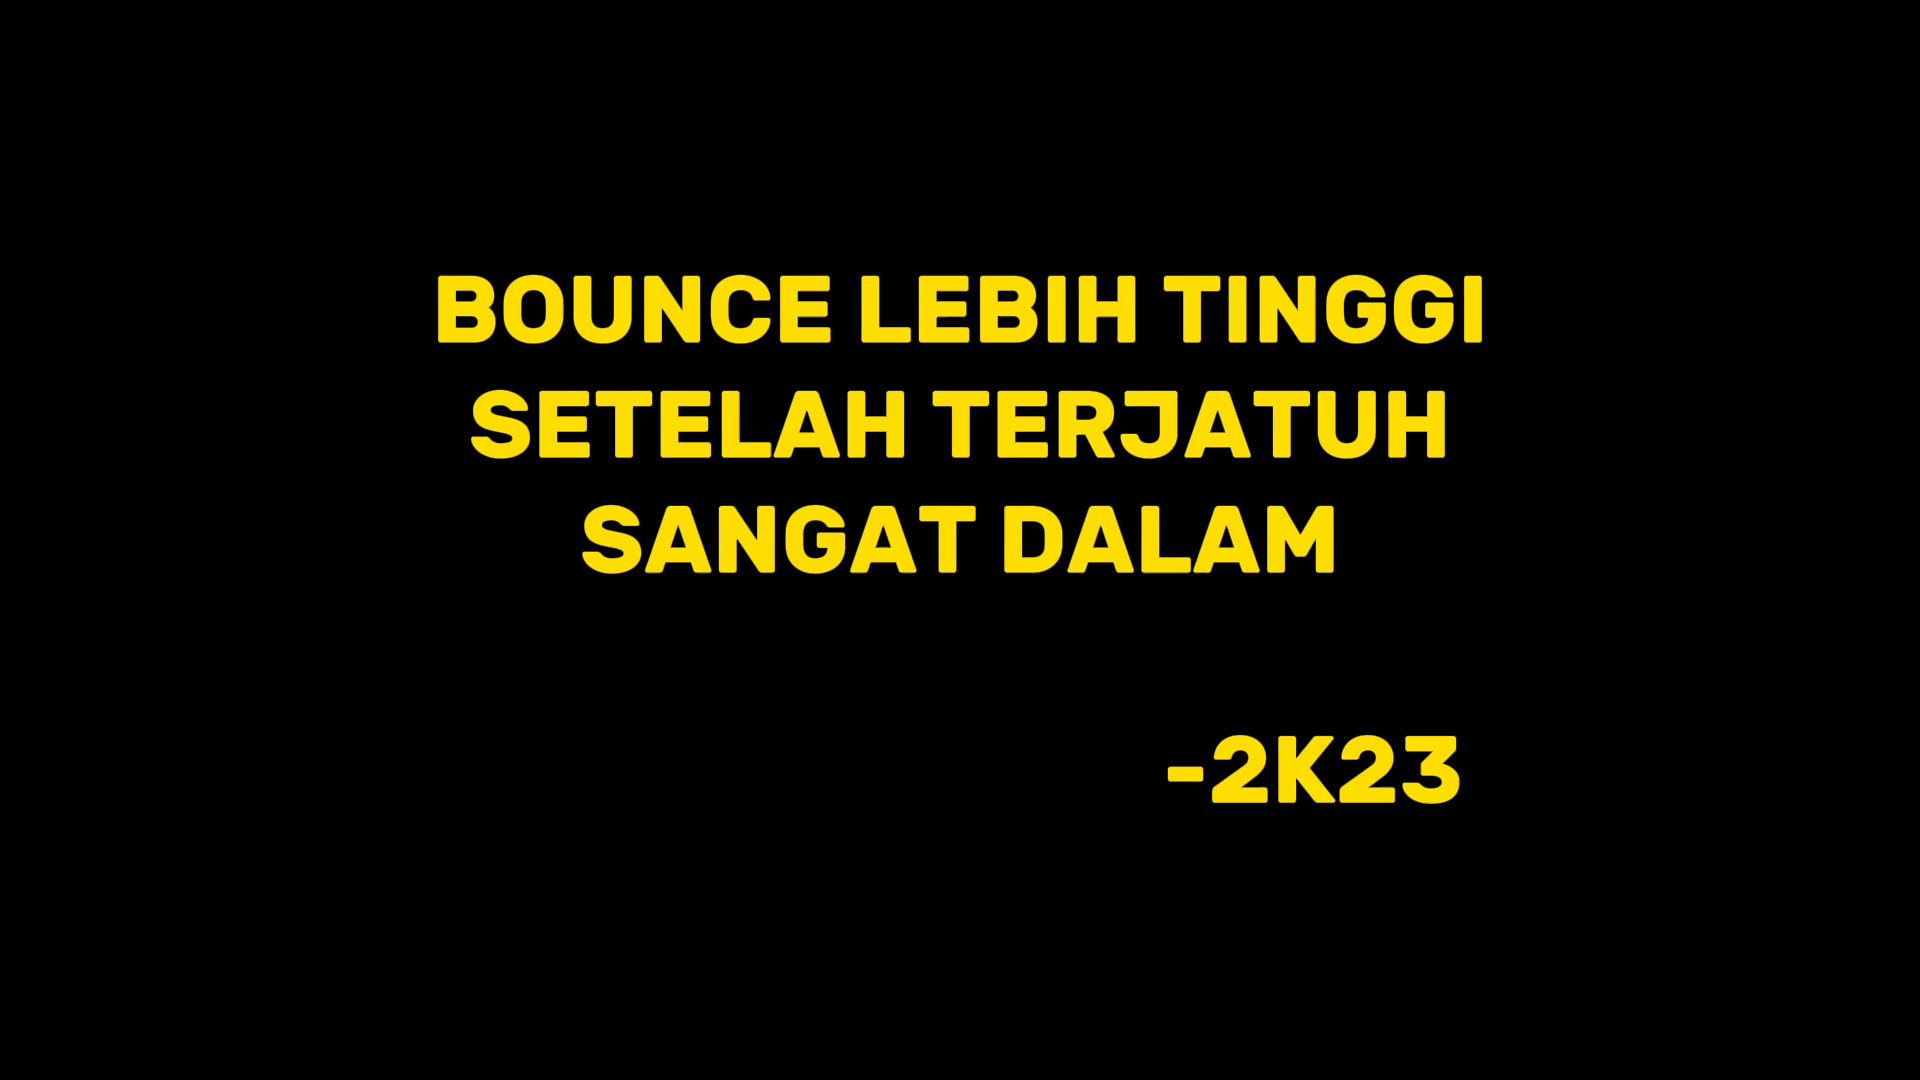 BOUNCE LEBIH TINGGI
SETELAH TERJATUH
SANGAT DALAM
-2K23